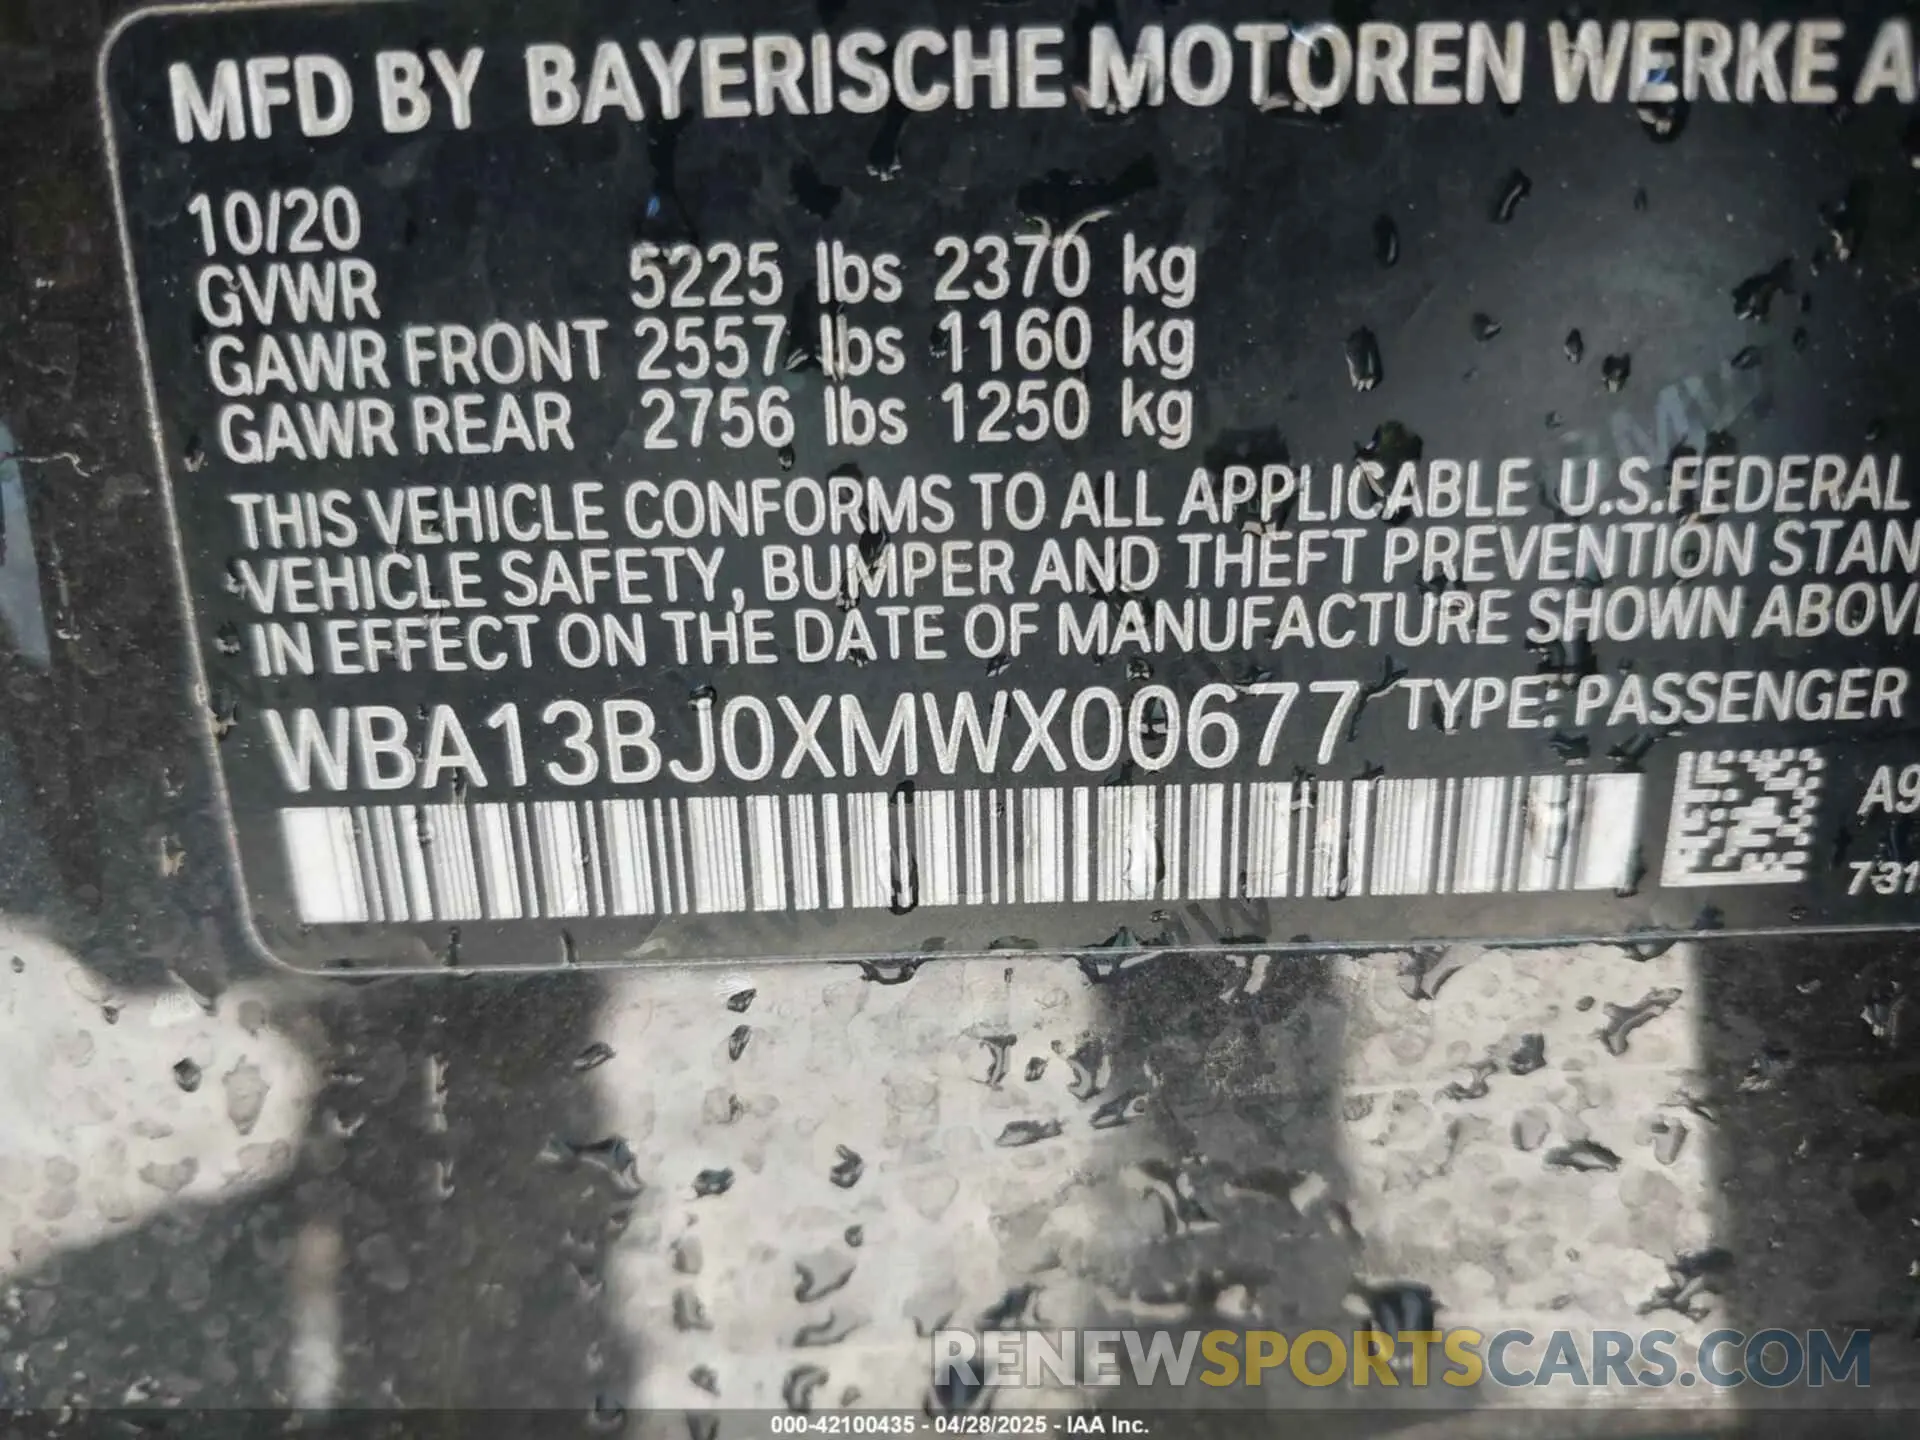 MFD BY BAYERISCHE MOTOREN WERKE A
10/20
GVWR 5225 lbs 2370 kg
GAWR FRONT 2557 lbs 1160 kg
GAWR REAR 2756 lbs 1250 kg
THIS VEHICLE CONFORMS TO ALL APPLICABLE U.S.FEDERAL
VEHICLE SAFETY, BUMPER AND THEFT PREVENTION STAN
IN EFFECT ON THE DATE OF MANUFACTURE SHOWN ABOV
WBA13BJ0XMWX00677 TYPE: PASSENGER
A9
731
RENEWSPORTSCARS.COM
000-42100435 - 04/28/2025 - IAA Inc.